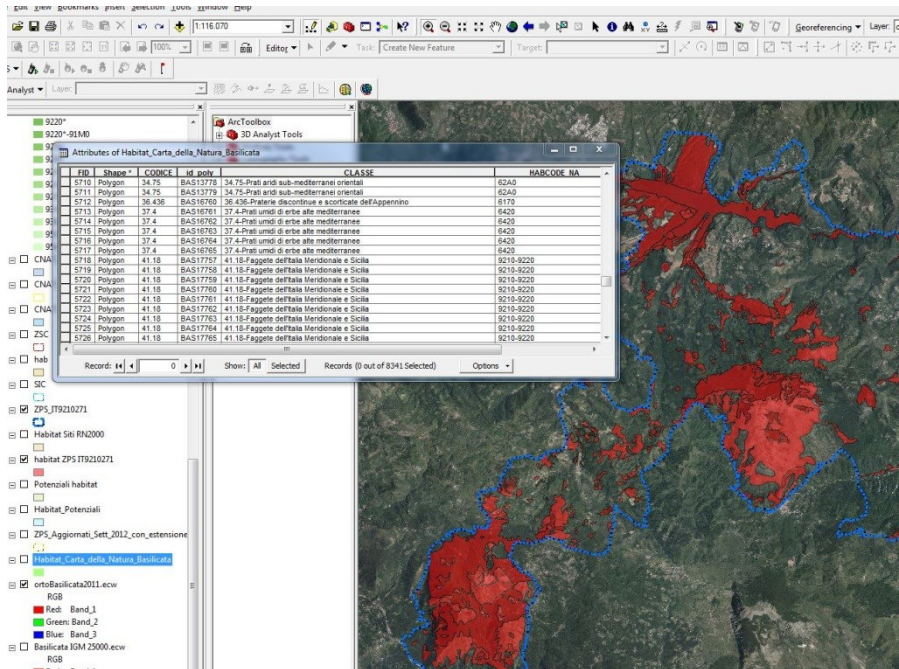 Edit View Bookmarks Insert Selection Tools Window Help
1:116.070
Georeferencing
Layer:
100%
Editor
Task: Create New Feature
Target:
Analyst
Layer:
9220*
9220*-91M0
ArcToolbox
3D Analyst Tools
Attributes of Habitat_Carta_della_Natura_Basilicata
FID Shape * CODICE id_poly CLASSE HABCODE_NA
5710 Polygon 34.75 BAS13778 34.75-Prati aridi sub-mediterranei orientali 62A0
5711 Polygon 34.75 BAS13779 34.75-Prati aridi sub-mediterranei orientali 62A0
5712 Polygon 36.436 BAS16760 36.436-Praterie discontinue e scorticate dell'Appennino 6170
5713 Polygon 37.4 BAS16761 37.4-Prati umidi di erbe alte mediterranee 6420
5714 Polygon 37.4 BAS16762 37.4-Prati umidi di erbe alte mediterranee 6420
5715 Polygon 37.4 BAS16763 37.4-Prati umidi di erbe alte mediterranee 6420
5716 Polygon 37.4 BAS16764 37.4-Prati umidi di erbe alte mediterranee 6420
5717 Polygon 37.4 BAS16765 37.4-Prati umidi di erbe alte mediterranee 6420
5718 Polygon 41.18 BAS17757 41.18-Faggete dell'Italia Meridionale e Sicilia 9210-9220
5719 Polygon 41.18 BAS17758 41.18-Faggete dell'Italia Meridionale e Sicilia 9210-9220
5720 Polygon 41.18 BAS17759 41.18-Faggete dell'Italia Meridionale e Sicilia 9210-9220
5721 Polygon 41.18 BAS17760 41.18-Faggete dell'Italia Meridionale e Sicilia 9210-9220
5722 Polygon 41.18 BAS17761 41.18-Faggete dell'Italia Meridionale e Sicilia 9210-9220
5723 Polygon 41.18 BAS17762 41.18-Faggete dell'Italia Meridionale e Sicilia 9210-9220
5724 Polygon 41.18 BAS17763 41.18-Faggete dell'Italia Meridionale e Sicilia 9210-9220
5725 Polygon 41.18 BAS17764 41.18-Faggete dell'Italia Meridionale e Sicilia 9210-9220
5726 Polygon 41.18 BAS17765 41.18-Faggete dell'Italia Meridionale e Sicilia 9210-9220
Record: 0 Show: All Selected Records (0 out of 8341 Selected) Options
CNA
CNA
CNA
ZSC
hab
SIC
ZPS_IT9210271
Habitat Siti RN2000
habitat ZPS IT9210271
Potenziali habitat
Habitat_Potenziali
ZPS_Aggiornati_Sett_2012_con_estensione
Habitat_Carta_della_Natura_Basilicata
ortoBasilicata2011.ecw
RGB
Red: Band_1
Green: Band_2
Blue: Band_3
Basilicata IGM 25000.ecw
RGB